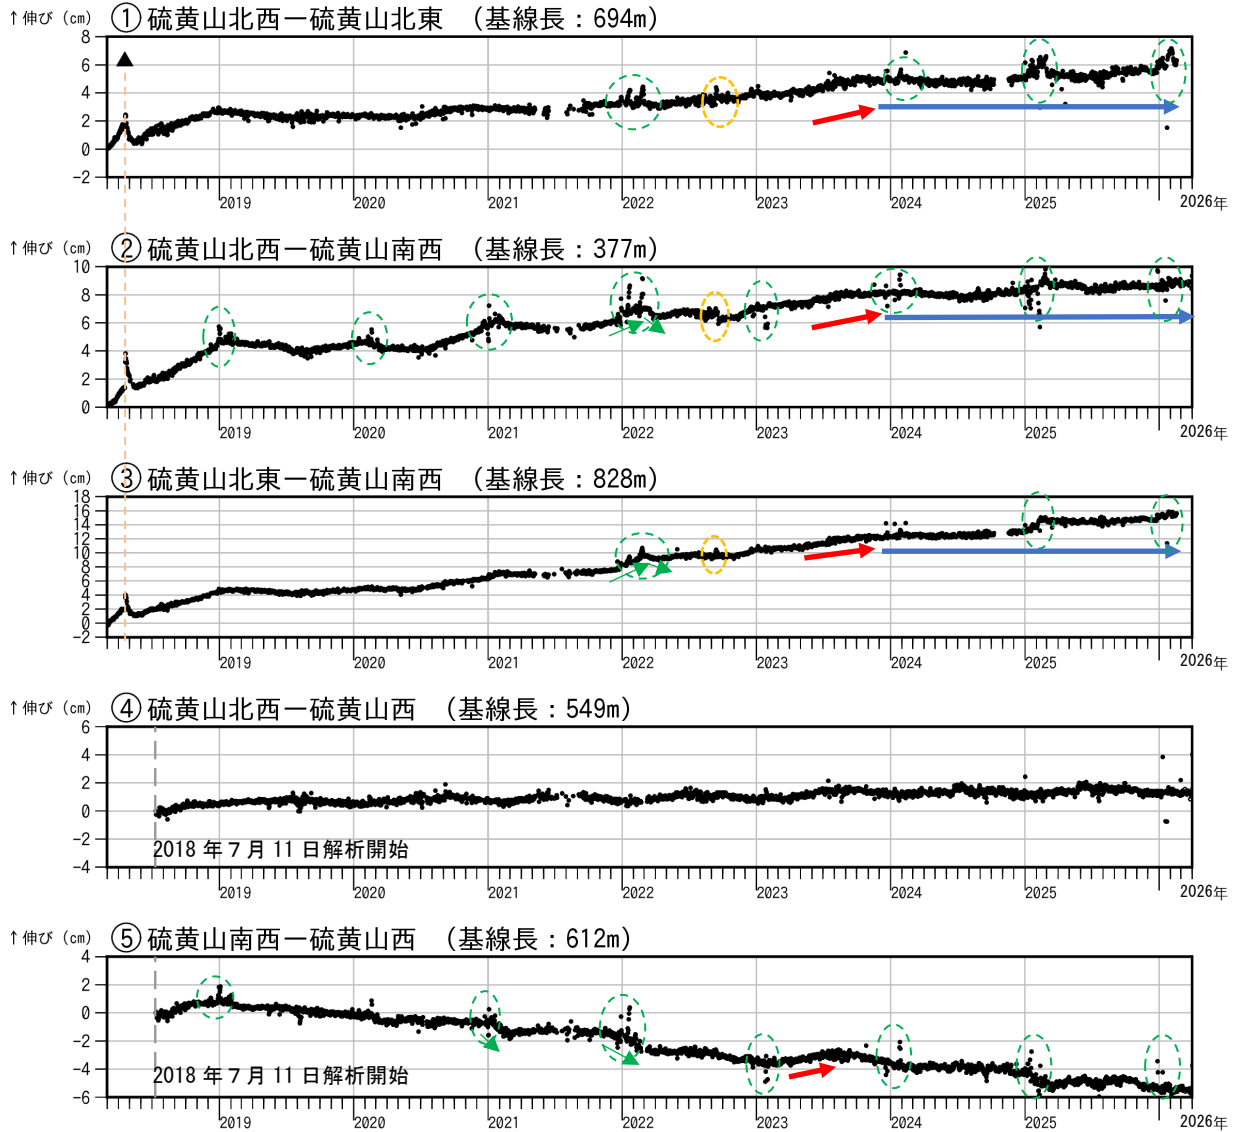 ↑伸び（cm） ①硫黄山北西－硫黄山北東　（基線長：694m）
8
6
4
2
0
-2
2019 2020 2021 2022 2023 2024 2025 2026年
↑伸び（cm） ②硫黄山北西－硫黄山南西　（基線長：377m）
10
8
6
4
2
0
2019 2020 2021 2022 2023 2024 2025 2026年
↑伸び（cm） ③硫黄山北東－硫黄山南西　（基線長：828m）
18
16
14
12
10
8
6
4
2
0
-2
2019 2020 2021 2022 2023 2024 2025 2026年
↑伸び（cm） ④硫黄山北西－硫黄山西　（基線長：549m）
6
4
2
0
-2
2018年７月11日解析開始
-4
2019 2020 2021 2022 2023 2024 2025 2026年
↑伸び（cm） ⑤硫黄山南西－硫黄山西　（基線長：612m）
4
2
0
-2
-4
2018年７月11日解析開始
-6
2019 2020 2021 2022 2023 2024 2025 2026年